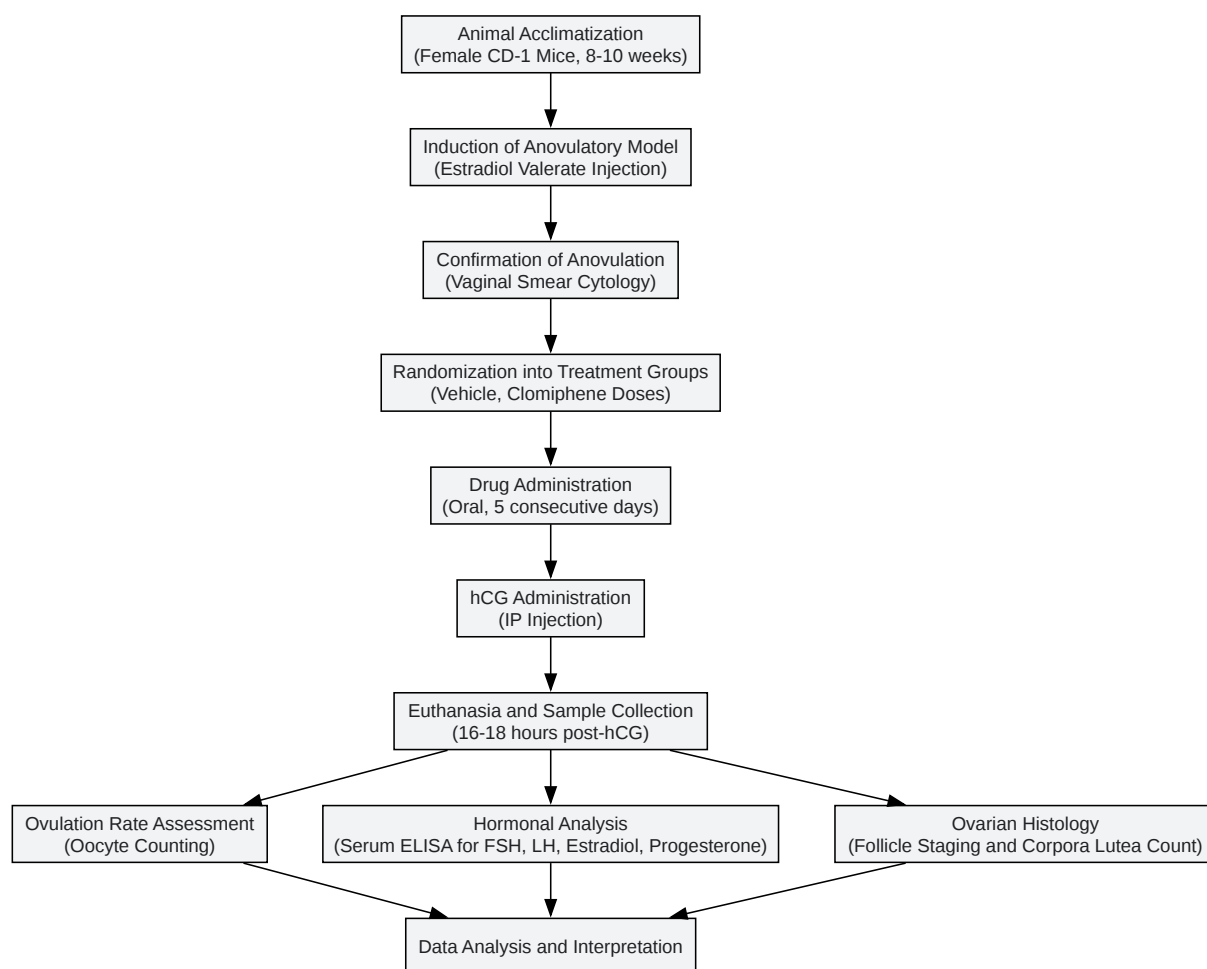 Animal Acclimatization
(Female CD-1 Mice, 8-10 weeks)
Induction of Anovulatory Model
(Estradiol Valerate Injection)
Confirmation of Anovulation
(Vaginal Smear Cytology)
Randomization into Treatment Groups
(Vehicle, Clomiphene Doses)
Drug Administration
(Oral, 5 consecutive days)
hCG Administration
(IP Injection)
Euthanasia and Sample Collection
(16-18 hours post-hCG)
Ovulation Rate Assessment
(Oocyte Counting)
Hormonal Analysis
(Serum ELISA for FSH, LH, Estradiol, Progesterone)
Ovarian Histology
(Follicle Staging and Corpora Lutea Count)
Data Analysis and Interpretation